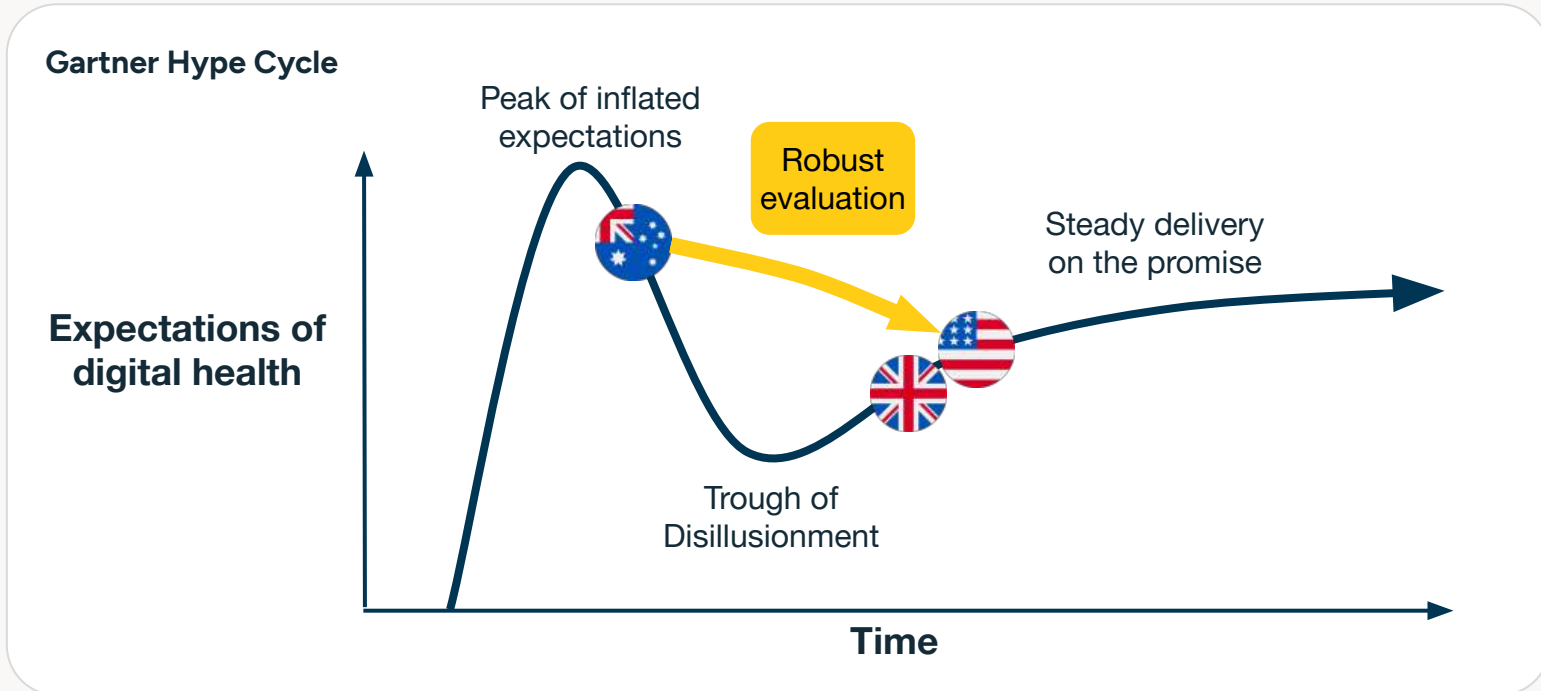 Gartner Hype Cycle
Peak of inflated
expectations
Robust
evaluation
Steady delivery
on the promise
Expectations of
digital health
Trough of
Disillusionment
Time